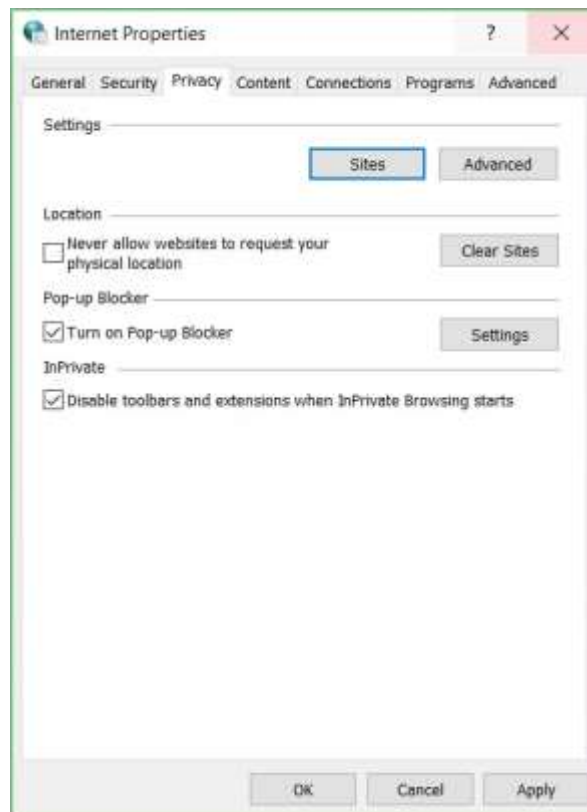 Internet Properties
?
General Security Privacy Content Connections Programs Advanced
Settings
Sites Advanced
Location
Never allow websites to request your
physical location
Clear Sites
Pop-up Blocker
Turn on Pop-up Blocker
Settings
InPrivate
Disable toolbars and extensions when InPrivate Browsing starts
OK Cancel Apply